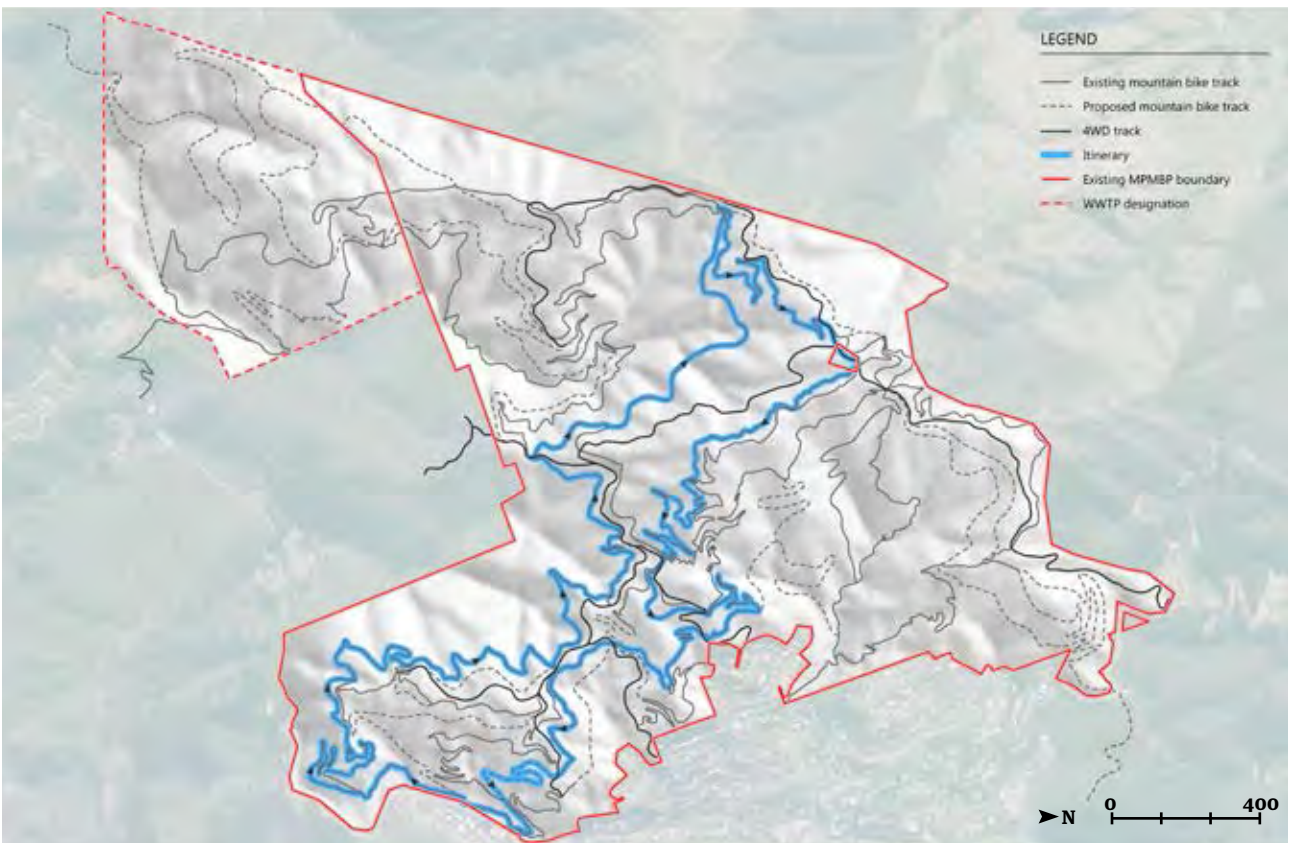 LEGEND
Existing mountain bike track
Proposed mountain bike track
4WD track
Itinerary
Existing MPMBP boundary
WWTP designation
N
0 400